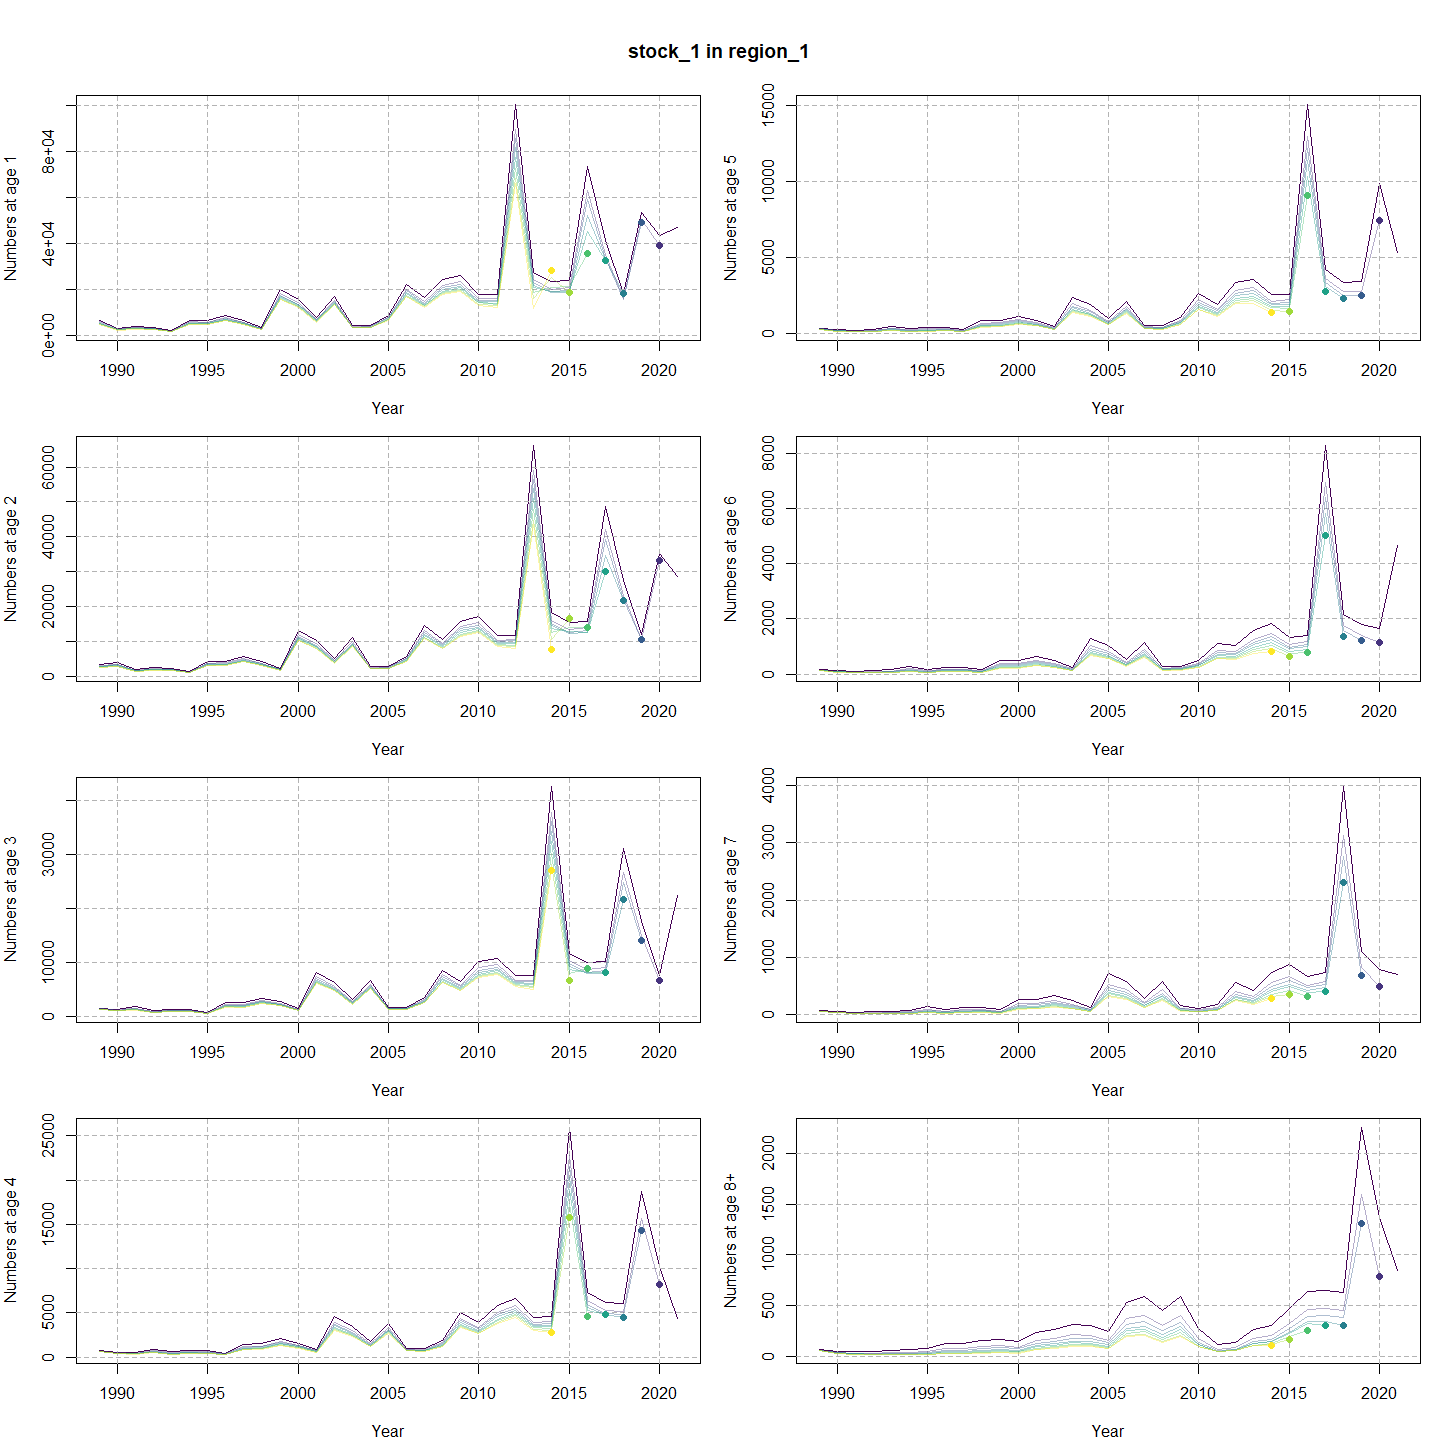 stock_1 in region_1
Numbers at age 1
0e+00 4e+04 8e+04
1990 1995 2000 2005 2010 2015 2020
Year
Numbers at age 5
0 5000 10000 15000
1990 1995 2000 2005 2010 2015 2020
Year
Numbers at age 2
0 20000 40000 60000
1990 1995 2000 2005 2010 2015 2020
Year
Numbers at age 6
0 2000 4000 6000 8000
1990 1995 2000 2005 2010 2015 2020
Year
Numbers at age 3
0 10000 30000
1990 1995 2000 2005 2010 2015 2020
Year
Numbers at age 7
0 1000 2000 3000 4000
1990 1995 2000 2005 2010 2015 2020
Year
Numbers at age 4
0 5000 15000 25000
1990 1995 2000 2005 2010 2015 2020
Year
Numbers at age 8+
0 500 1000 1500 2000
1990 1995 2000 2005 2010 2015 2020
Year